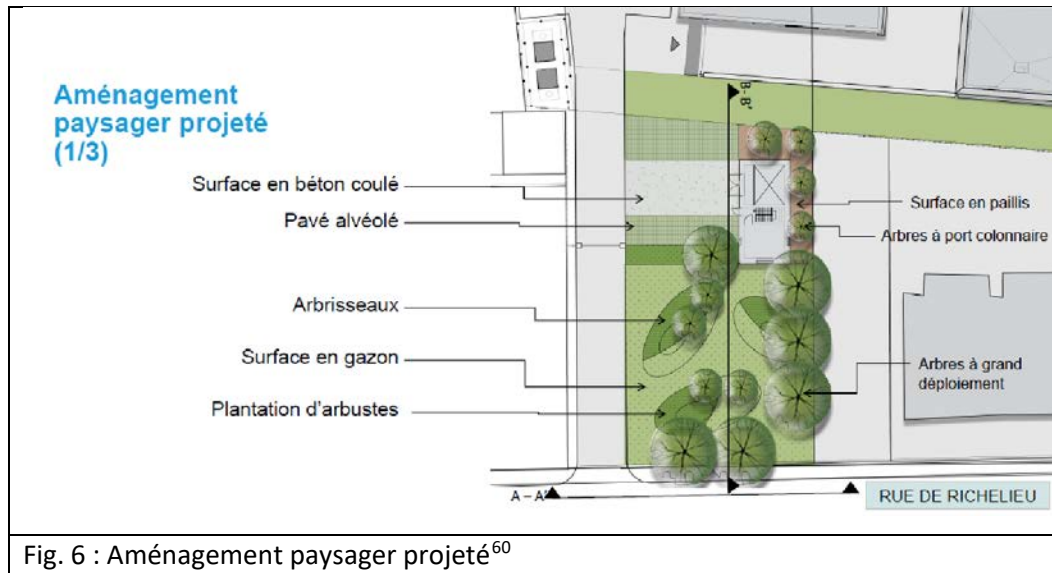 Aménagement
paysager projeté
(1/3)
Surface en béton coulé
Pavé alvéolé
Arbrisseaux
Surface en gazon
Plantation d'arbustes
B-B'
Surface en paillis
Arbres à port colonnaire
Arbres à grand
déploiement
A – A'
RUE DE RICHELIEU
Fig. 6 : Aménagement paysager projeté60